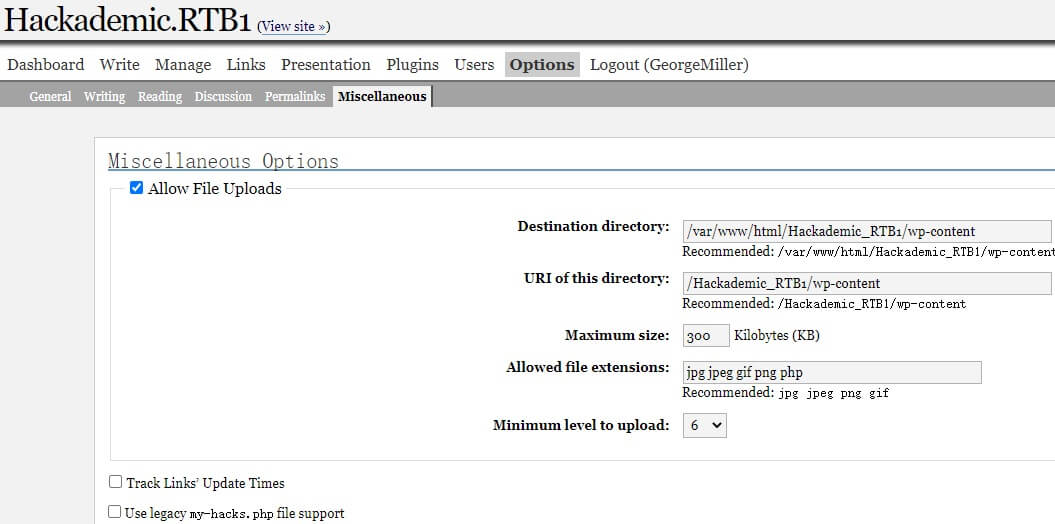 Hackademic.RTB1 (View site »)
Dashboard Write Manage Links Presentation Plugins Users Options Logout (GeorgeMiller)
General Writing Reading Discussion Permalinks Miscellaneous
Miscellaneous Options
Allow File Uploads
Destination directory: /var/www/html/Hackademic_RTB1/wp-content
Recommended: /var/www/html/Hackademic_RTB1/wp-content
URI of this directory: /Hackademic_RTB1/wp-content
Recommended: /Hackademic_RTB1/wp-content
Maximum size: 300 Kilobytes (KB)
Allowed file extensions: jpg jpeg gif png php
Recommended: jpg jpeg png gif
Minimum level to upload: 6
Track Links’ Update Times
Use legacy my-hacks.php file support